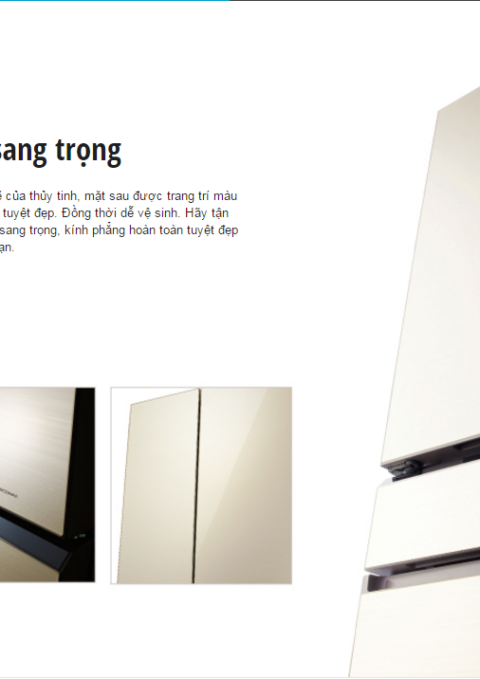 sang trọng
của thủy tinh, mặt sau được trang trí màu
tuyệt đẹp. Đồng thời dễ vệ sinh. Hãy tận
sang trọng, kính phẳng hoàn toàn tuyệt đẹp